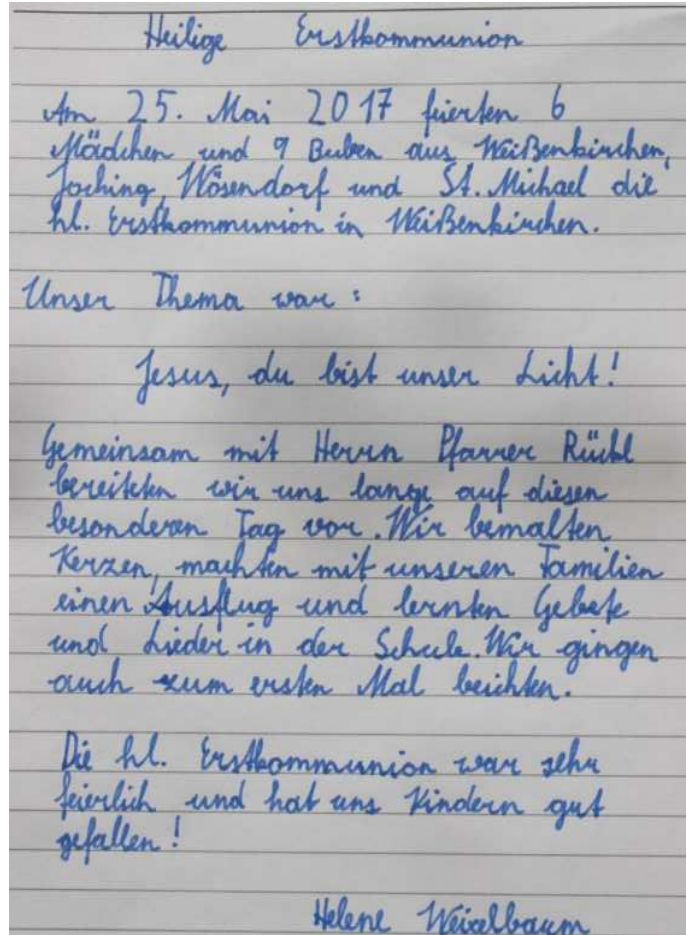 Heilige Erstkommunion
Am 25. Mai 2017 feierten 6
Mädchen und 9 Buben aus Weißenkirchen,
Joching, Wösendorf und St. Michael die
hl. Erstkommunion in Weißenkirchen.
Unser Thema war:
Jesus, du bist unser Licht!
Gemeinsam mit Herrn Pfarrer
bereiteten wir uns lange auf diesen
besonderen Tag vor. Wir bemalten
Kerzen, machten mit unseren Familien
einen Ausflug und lernten Gebete
und Lieder in der Schule. Wir gingen
auch zum ersten Mal beichten.
Die hl. Erstkommunion war sehr
feierlich und hat uns Kindern gut
gefallen!
Helene Weixelbaum